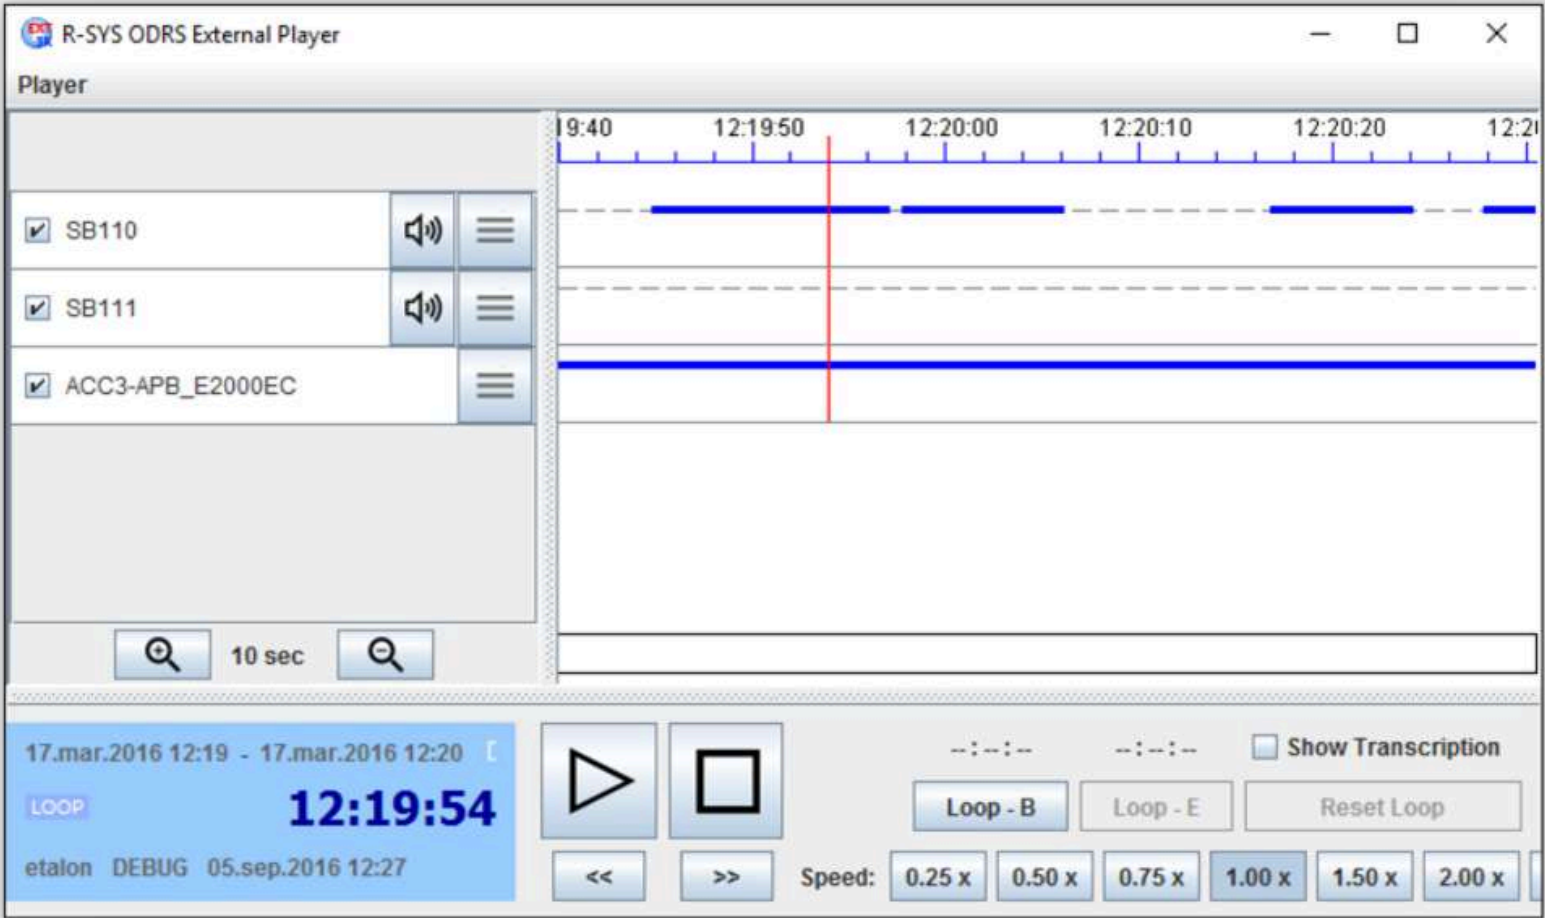 R-SYS ODRS External Player
Player
19:40 12:19:50 12:20:00 12:20:10 12:20:20
SB110
SB111
ACC3-APB_E2000EC
10 sec
17.mar.2016 12:19 - 17.mar.2016 12:20
LOOP
12:19:54
etalon DEBUG 05.sep.2016 12:27
--:--:-- --:--:-- Show Transcription
Loop - B Loop - E Reset Loop
<< >> Speed: 0.25 x 0.50 x 0.75 x 1.00 x 1.50 x 2.00 x